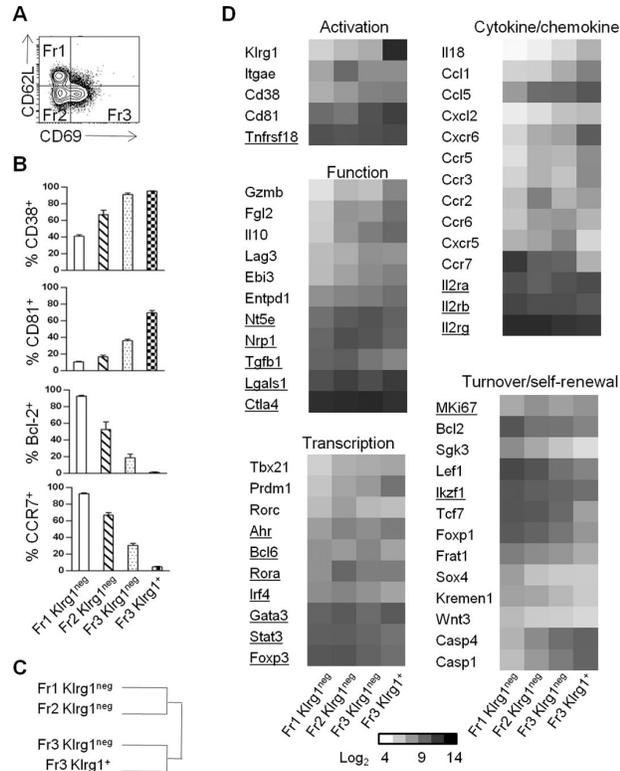 A
CD62L
Fr1
Fr2
Fr3
CD69
B
% CD38+
100
80
60
40
20
0
% CD81+
100
80
60
40
20
0
% Bcl-2+
100
80
60
40
20
0
% CCR7+
100
80
60
40
20
0
Fr1 Klrg1neg
Fr2 Klrg1neg
Fr3 Klrg1neg
Fr3 Klrg1+
C
Fr1 Klrg1neg
Fr2 Klrg1neg
Fr3 Klrg1neg
Fr3 Klrg1+
D
Activation
Klrg1
Itgae
Cd38
Cd81
Tnfrsf18
Function
Gzmb
Fgl2
Il10
Lag3
Ebi3
Entpd1
Nt5e
Nrp1
Tgfb1
Lgals1
Ctla4
Transcription
Tbx21
Prdm1
Rorc
Ahr
Bcl6
Rora
Irf4
Gata3
Stat3
Foxp3
Fr1 Klrg1neg
Fr2 Klrg1neg
Fr3 Klrg1neg
Fr3 Klrg1+
Cytokine/chemokine
Il18
Ccl1
Ccl5
Cxcl2
Cxcr6
Ccr5
Ccr3
Ccr2
Ccr6
Cxcr5
Ccr7
Il2ra
Il2rb
Il2rg
Turnover/self-renewal
MKi67
Bcl2
Sgk3
Lef1
Ikzf1
Tcf7
Foxp1
Frat1
Sox4
Kremen1
Wnt3
Casp4
Casp1
Fr1 Klrg1neg
Fr2 Klrg1neg
Fr3 Klrg1neg
Fr3 Klrg1+
Log2 4 9 14